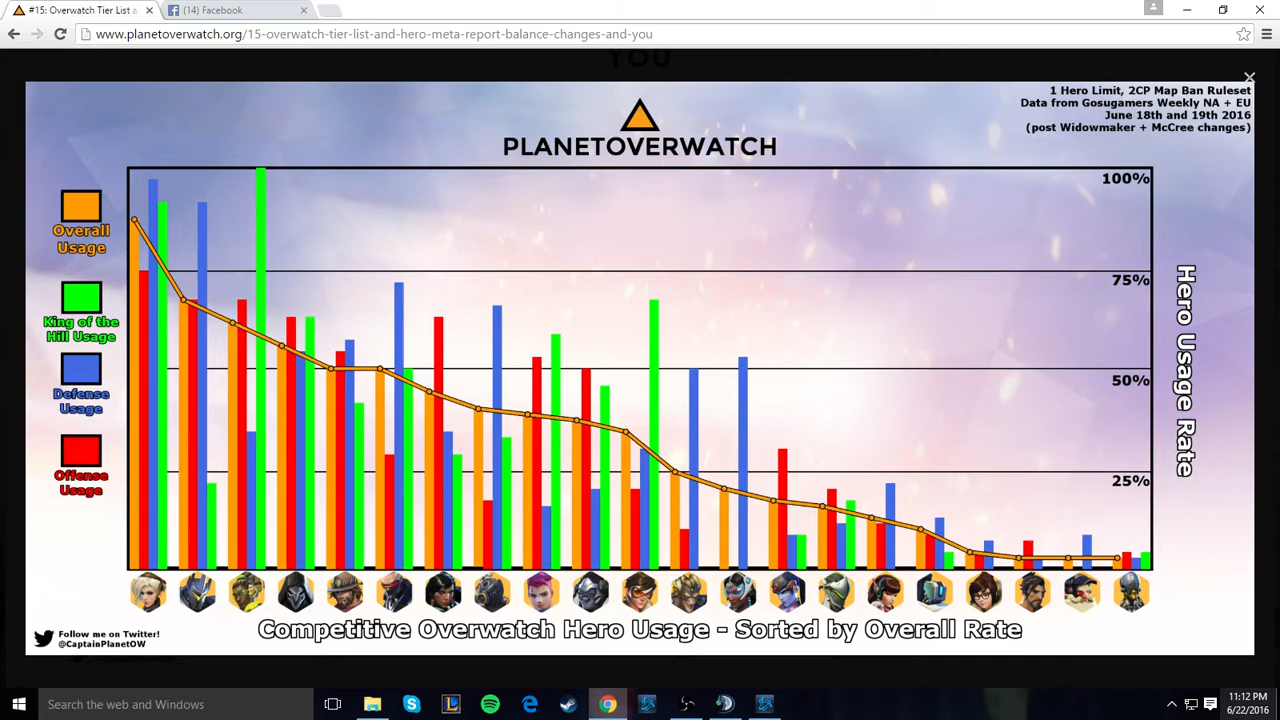 #15: Overwatch Tier List a
(14) Facebook
www.planetoverwatch.org/15-overwatch-tier-list-and-hero-meta-report-balance-changes-and-you
YOU
1 Hero Limit, 2CP Map Ban Ruleset
Data from Gosugamers Weekly NA + EU
June 18th and 19th 2016
(post Widowmaker + McCree changes)
PLANETOVERWATCH
100%
75%
50%
25%
Hero Usage Rate
Overall
Usage
King of the
Hill Usage
Defense
Usage
Offense
Usage
Follow me on Twitter!
@CaptainPlanetOW
Competitive Overwatch Hero Usage - Sorted by Overall Rate
Search the web and Windows
11:12 PM
6/22/2016